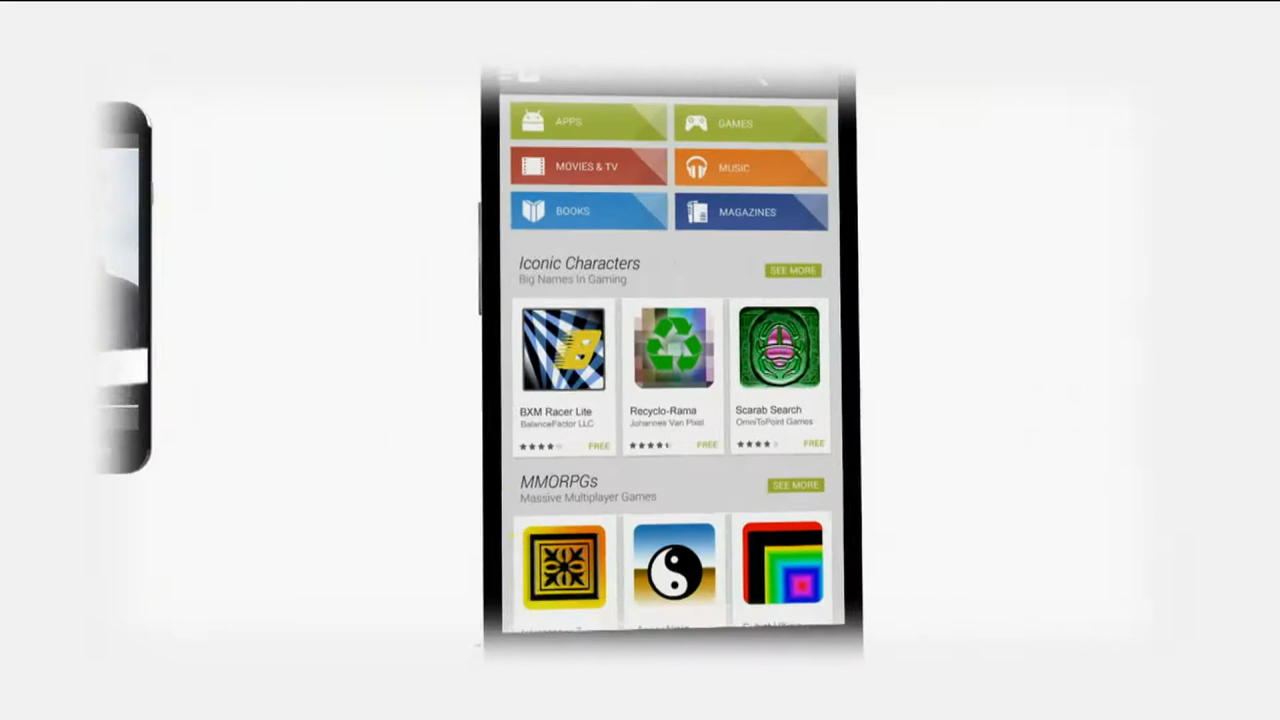 APPS
GAMES
MOVIES & TV
MUSIC
BOOKS
MAGAZINES
Iconic Characters
SEE MORE
Big Names In Gaming
B
BXM Racer Lite
BalanceFactor LLC
FREE
Recyclo-Rama
Johannes Van Pixel
FREE
Scarab Search
OmniToPoint Games
FREE
MMORPGs
SEE MORE
Massive Multiplayer Games